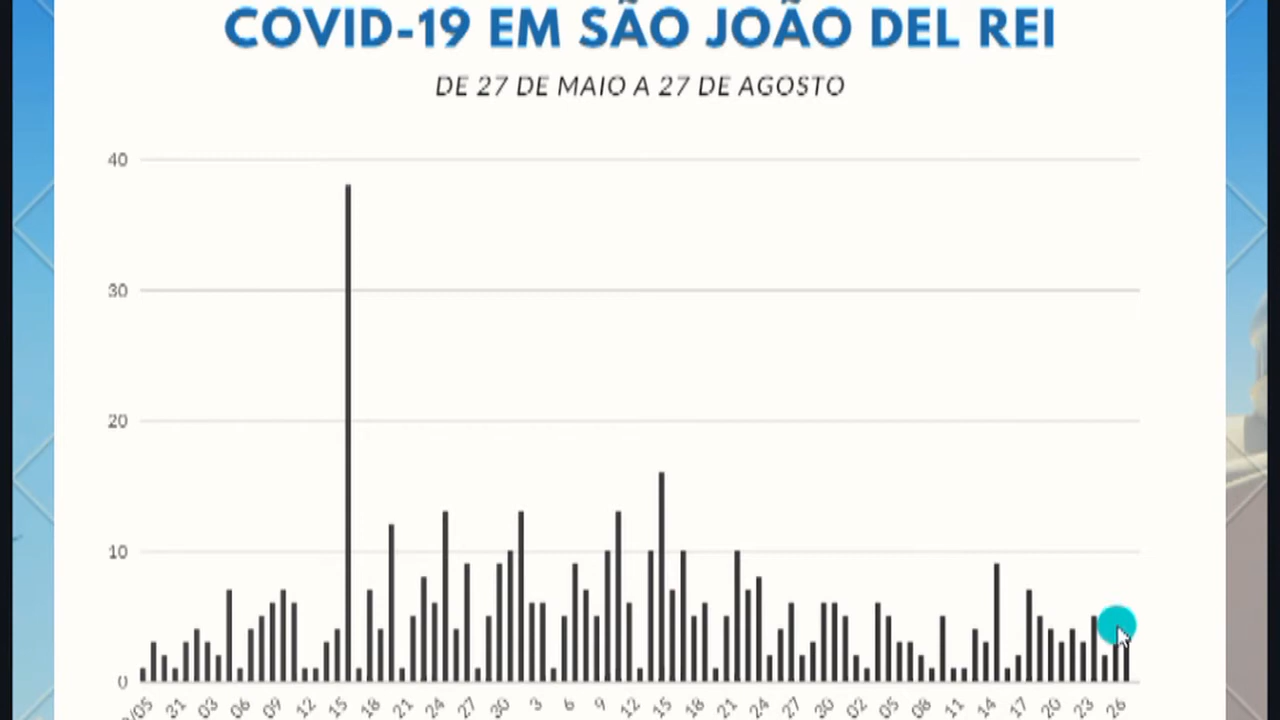 COVID-19 EM SÃO JOÃO DEL REI
DE 27 DE MAIO A 27 DE AGOSTO
40
30
20
10
0
/05 31 03 06 09 12 15 18 21 24 27 30 3 6 9 12 15 18 21 24 27 30 02 05 08 11 14 17 20 23 26